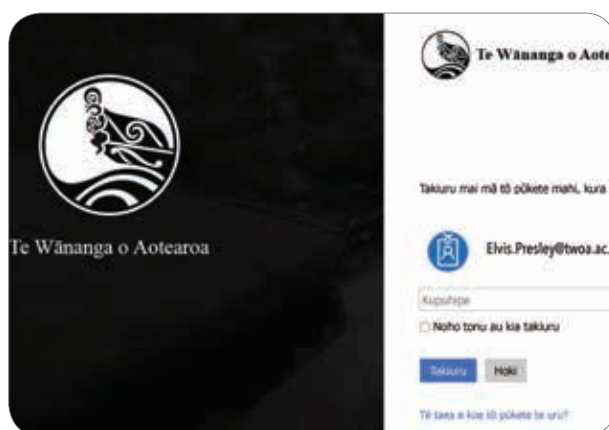 Te Wānanga o Aotearoa
Te Wānanga o Aote
Takiuru mai mā tō pūkete mahi, kura
Elvis.Presley@twoa.ac.
Kupuhipa
Noho tonu au kia takiuru
Takiuru
Hoki
Tē taea e koe tō pūkete te uru?